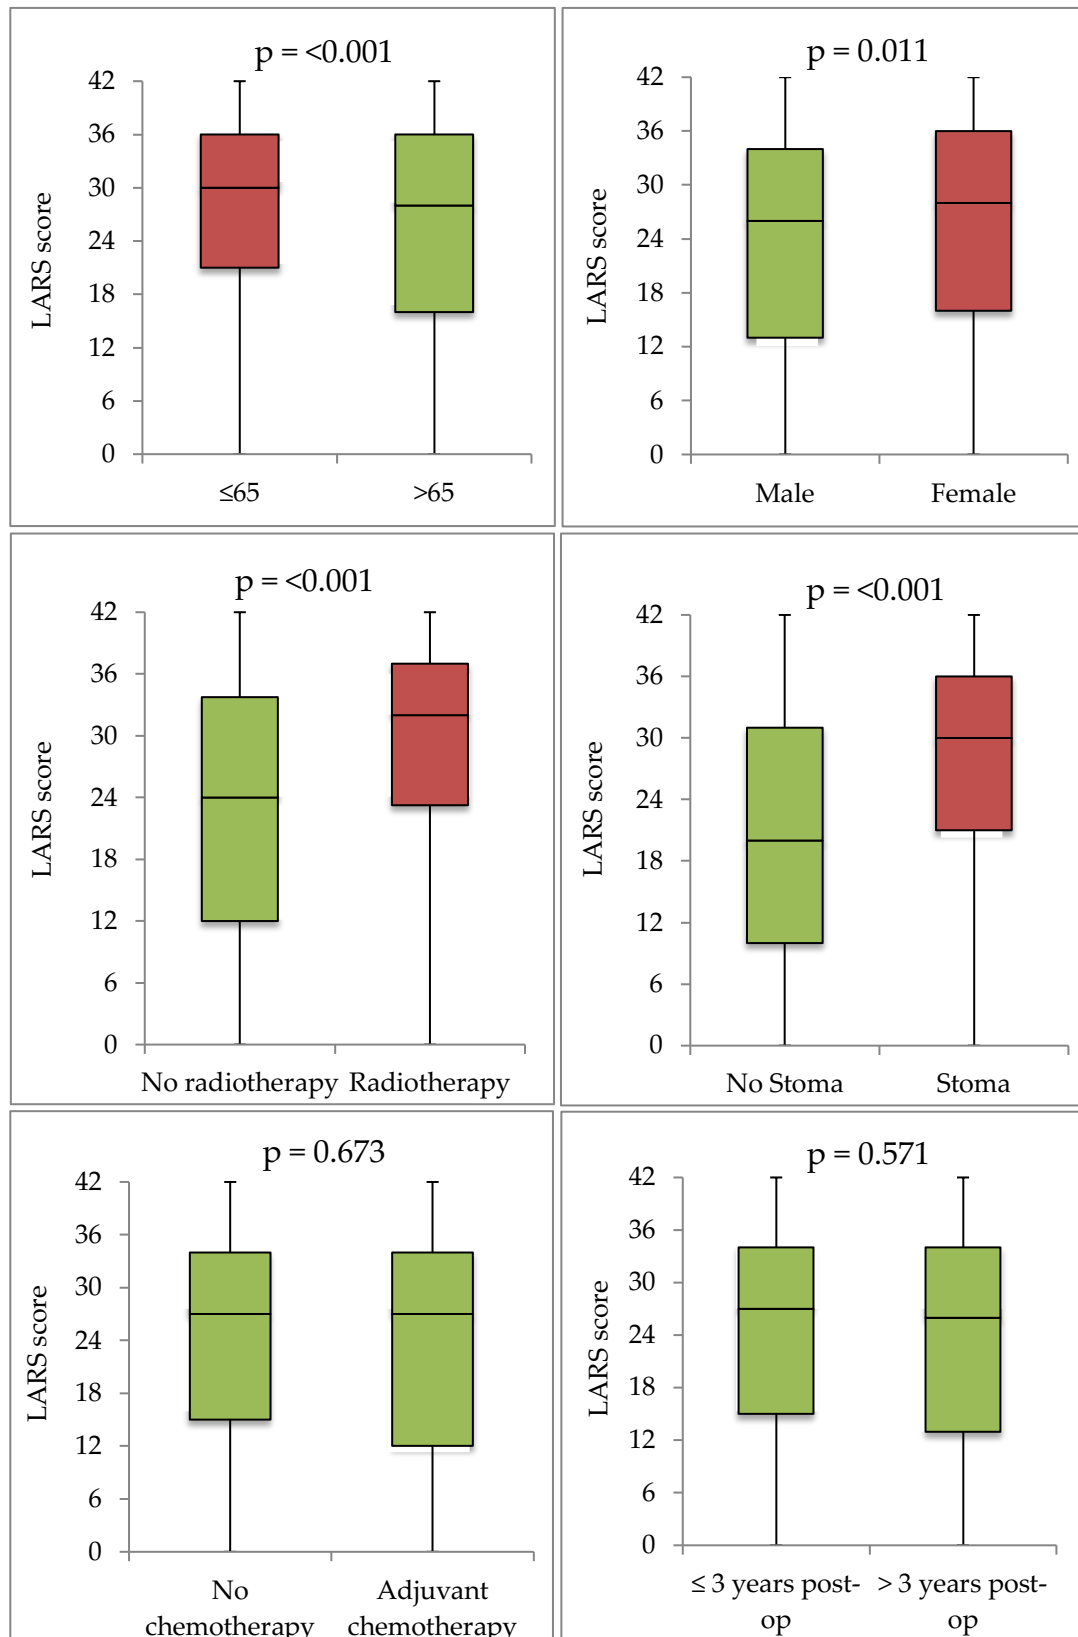 p = <0.001
42
36
30
24
18
12
6
0
LARS score
≤65 >65
p = 0.011
42
36
30
24
18
12
6
0
LARS score
Male Female
p = <0.001
42
36
30
24
18
12
6
0
LARS score
No radiotherapy Radiotherapy
p = <0.001
42
36
30
24
18
12
6
0
LARS score
No Stoma Stoma
p = 0.673
42
36
30
24
18
12
6
0
LARS score
No Adjuvant
chemotherapy chemotherapy
p = 0.571
42
36
30
24
18
12
6
0
LARS score
≤ 3 years post- > 3 years post-
op op